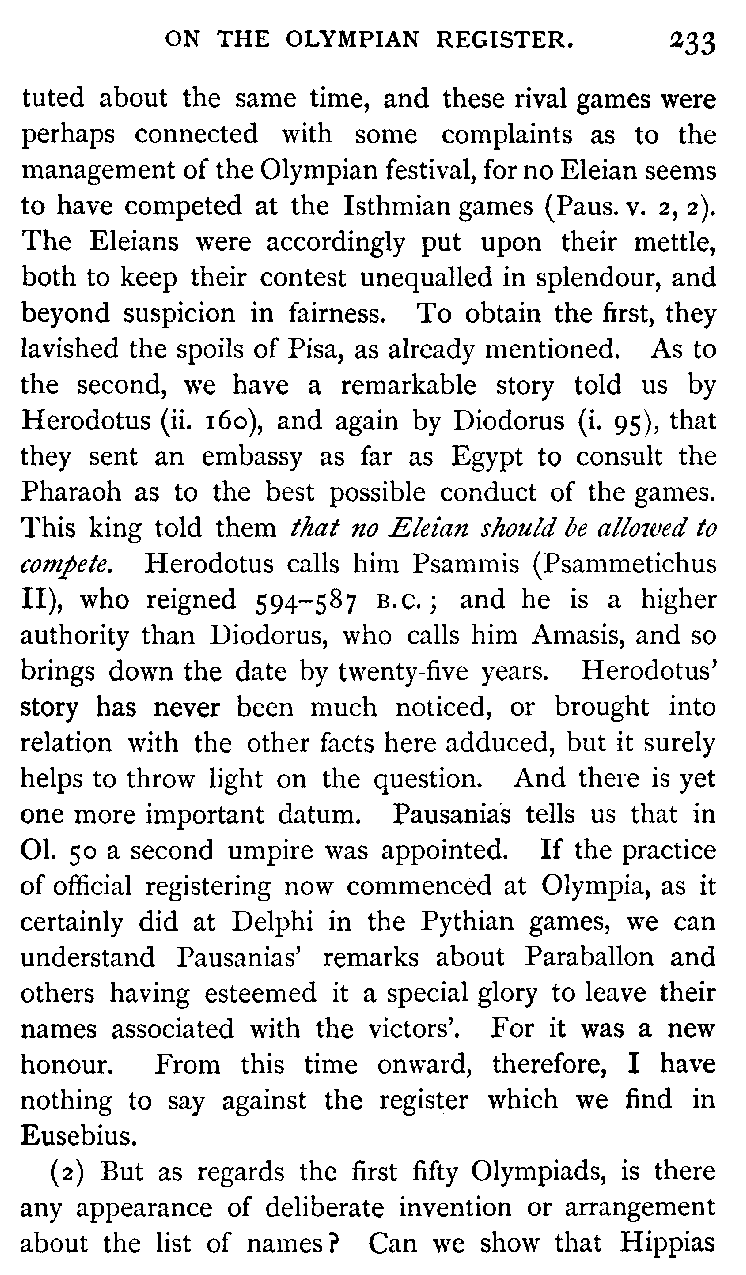 ON THE OLYMPIAN REGISTER. 233
tuted about the same time, and these rival games were
perhaps connected with some complaints as to the
management of the Olympian festival, for no Eleian seems
to have competed at the Isthmian games (Paus. v. 2, 2).
The Eleians were accordingly put upon their mettle,
both to keep their contest unequalled in splendour, and
beyond suspicion in fairness. To obtain the first, they
lavished the spoils of Pisa, as already mentioned. As to
the second, we have a remarkable story told us by
Herodotus (ii. 160), and again by Diodorus (i. 95), that
they sent an embassy as far as Egypt to consult the
Pharaoh as to the best possible conduct of the games.
This king told them that no Eleian should be allowed to
compete. Herodotus calls him Psammis (Psammetichus
II), who reigned 594–587 B.C.; and he is a higher
authority than Diodorus, who calls him Amasis, and so
brings down the date by twenty-five years. Herodotus'
story has never been much noticed, or brought into
relation with the other facts here adduced, but it surely
helps to throw light on the question. And there is yet
one more important datum. Pausanias tells us that in
Ol. 50 a second umpire was appointed. If the practice
of official registering now commenced at Olympia, as it
certainly did at Delphi in the Pythian games, we can
understand Pausanias' remarks about Paraballon and
others having esteemed it a special glory to leave their
names associated with the victors'. For it was a new
honour. From this time onward, therefore, I have
nothing to say against the register which we find in
Eusebius.
(2) But as regards the first fifty Olympiads, is there
any appearance of deliberate invention or arrangement
about the list of names? Can we show that Hippias